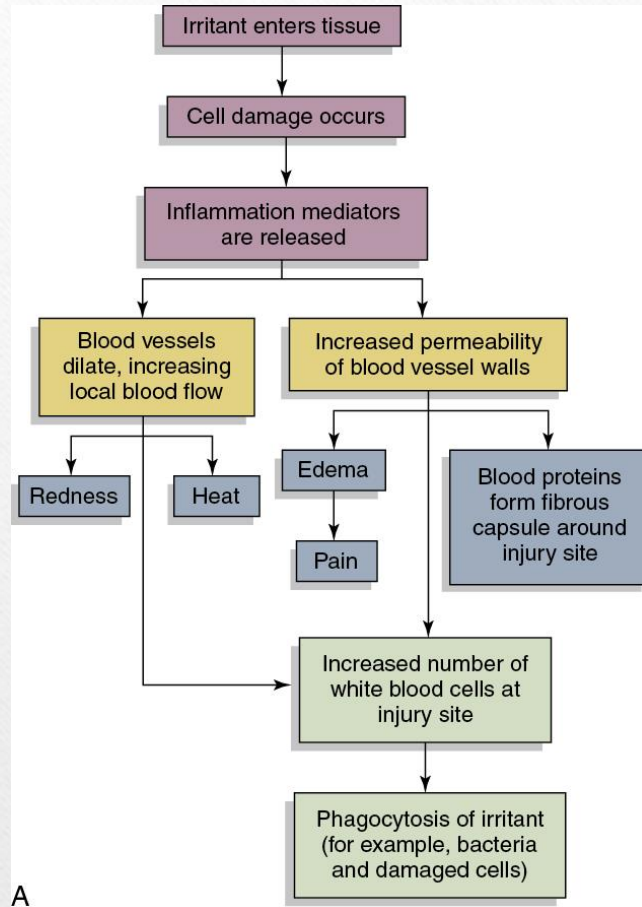 Irritant enters tissue
Cell damage occurs
Inflammation mediators
are released
Blood vessels
dilate, increasing
local blood flow
Increased permeability
of blood vessel walls
Redness
Heat
Edema
Pain
Blood proteins
form fibrous
capsule around
injury site
Increased number of
white blood cells at
injury site
Phagocytosis of irritant
(for example, bacteria
and damaged cells)
A